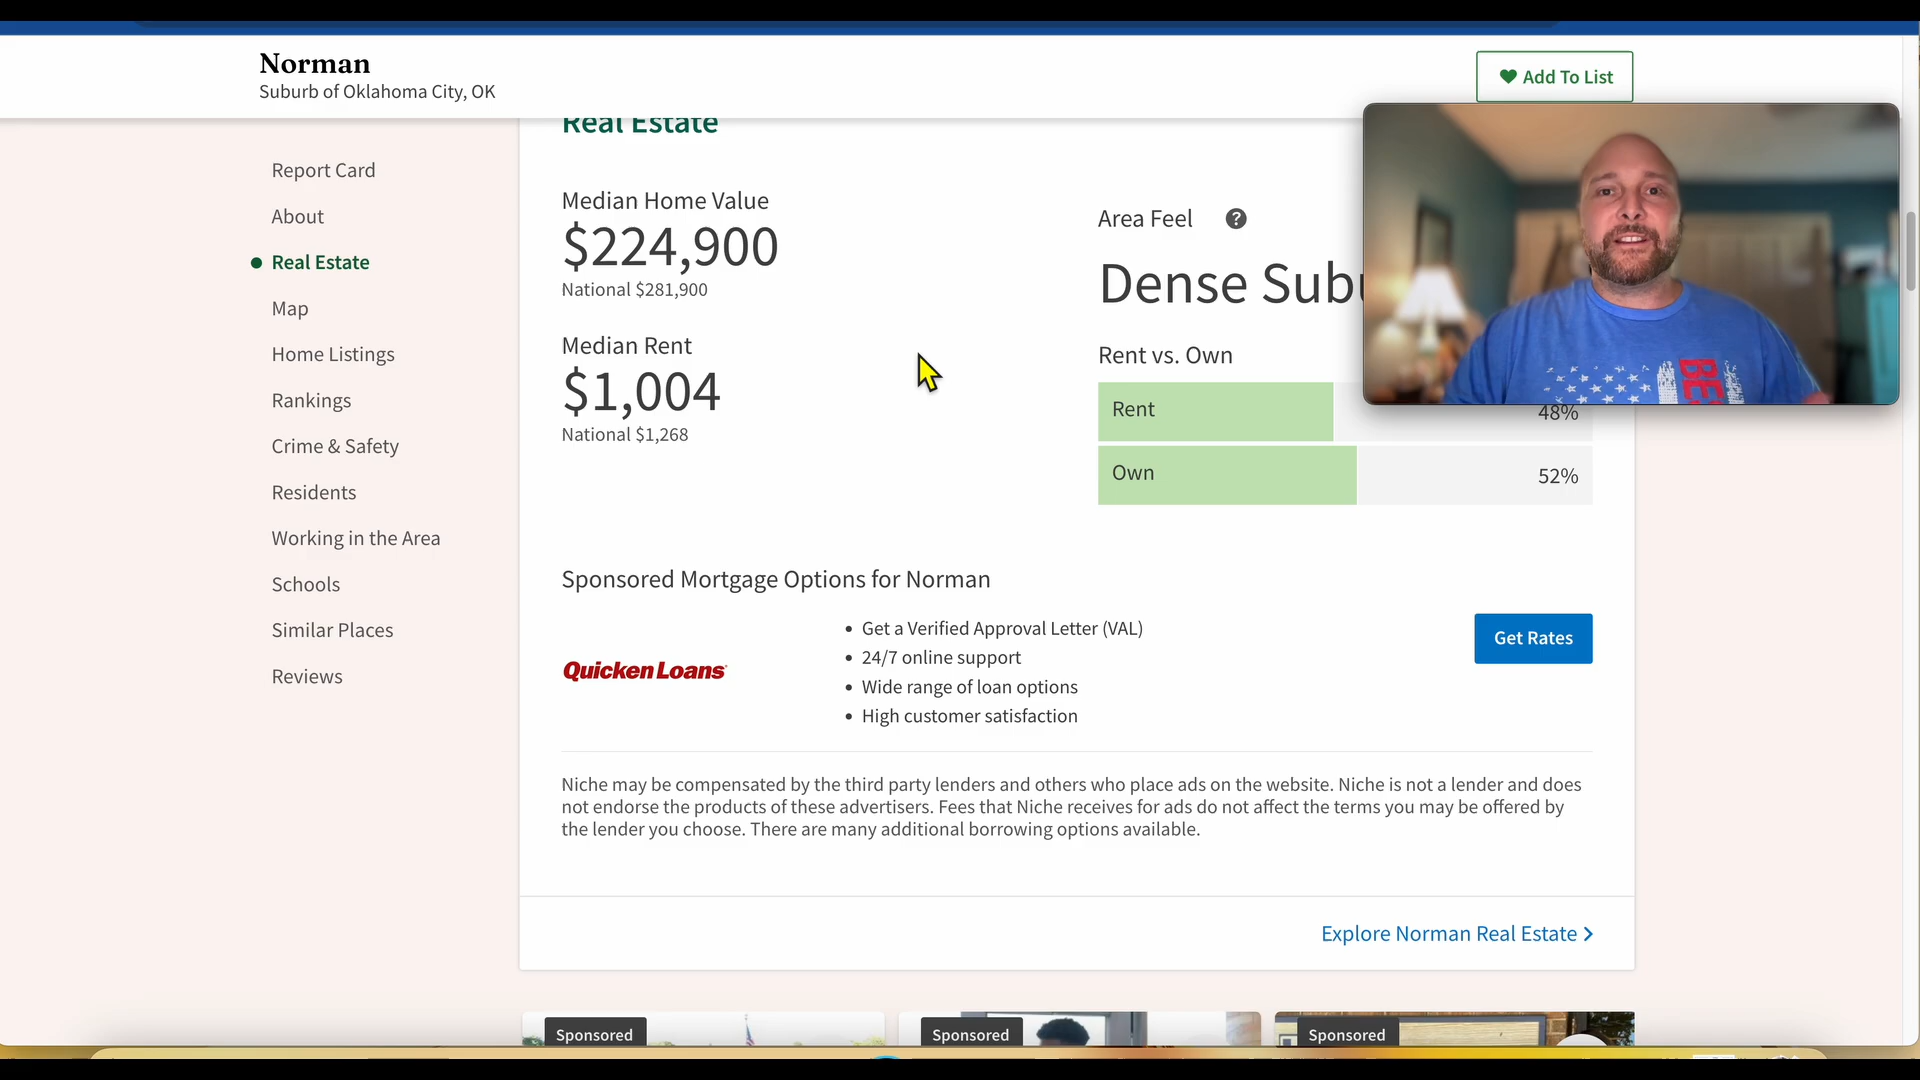 Norman
Suburb of Oklahoma City, OK
Add To List
Real Estate
Report Card
About
Real Estate
Map
Home Listings
Rankings
Crime & Safety
Residents
Working in the Area
Schools
Similar Places
Reviews
Median Home Value
$224,900
National $281,900
Median Rent
$1,004
National $1,268
Area Feel ?
Dense
Rent vs. Own
Rent 48%
Own 52%
Sponsored Mortgage Options for Norman
Quicken Loans
• Get a Verified Approval Letter (VAL)
• 24/7 online support
• Wide range of loan options
• High customer satisfaction
Get Rates
Niche may be compensated by the third party lenders and others who place ads on the website. Niche is not a lender and does
not endorse the products of these advertisers. Fees that Niche receives for ads do not affect the terms you may be offered by
the lender you choose. There are many additional borrowing options available.
Explore Norman Real Estate >
Sponsored
Sponsored
Sponsored